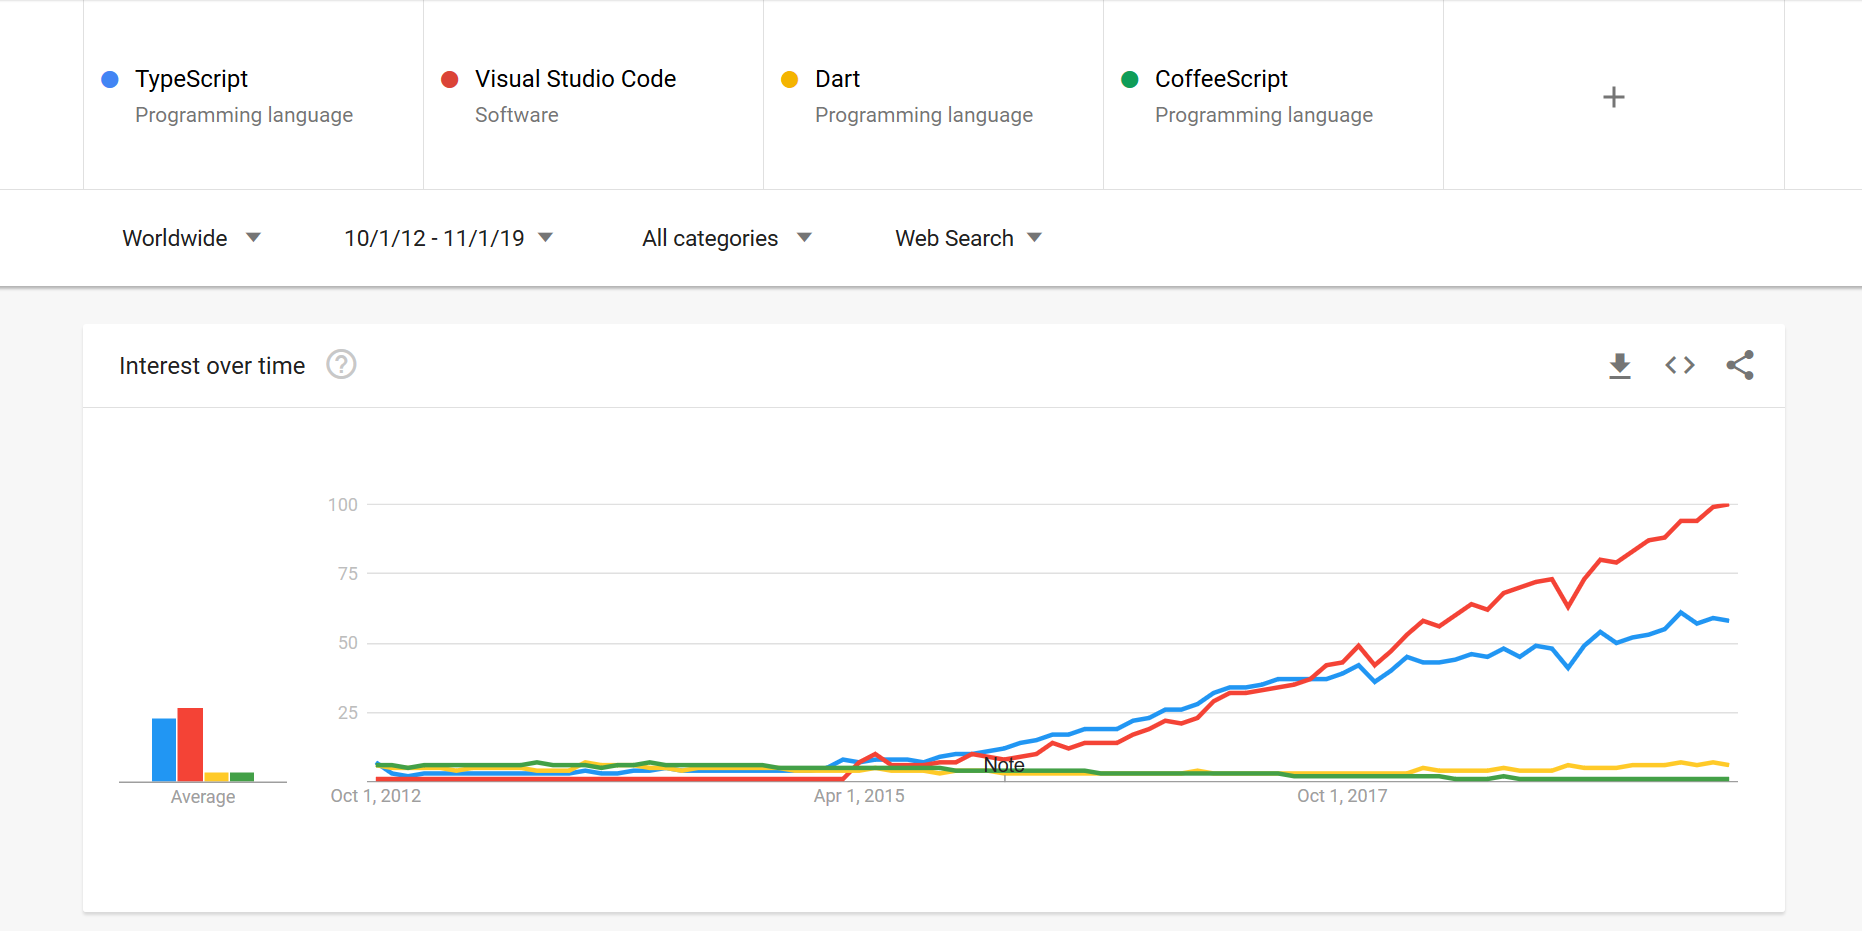 TypeScript
Programming language
Visual Studio Code
Software
Dart
Programming language
CoffeeScript
Programming language
+
Worldwide
10/1/12 - 11/1/19
All categories
Web Search
Interest over time
?
100
75
50
25
Note
Average
Oct 1, 2012
Apr 1, 2015
Oct 1, 2017